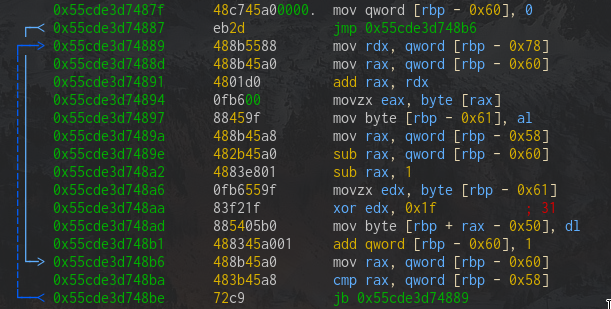 0x55cde3d7487f 48c745a00000. mov qword [rbp - 0x60], 0
0x55cde3d74887 eb2d jmp 0x55cde3d748b6
0x55cde3d74889 488b5588 mov rdx, qword [rbp - 0x78]
0x55cde3d7488d 488b45a0 mov rax, qword [rbp - 0x60]
0x55cde3d74891 4801d0 add rax, rdx
0x55cde3d74894 0fb600 movzx eax, byte [rax]
0x55cde3d74897 88459f mov byte [rbp - 0x61], al
0x55cde3d7489a 488b45a8 mov rax, qword [rbp - 0x58]
0x55cde3d7489e 482b45a0 sub rax, qword [rbp - 0x60]
0x55cde3d748a2 4883e801 sub rax, 1
0x55cde3d748a6 0fb6559f movzx edx, byte [rbp - 0x61]
0x55cde3d748aa 83f21f xor edx, 0x1f ; 31
0x55cde3d748ad 885405b0 mov byte [rbp + rax - 0x50], dl
0x55cde3d748b1 488345a001 add qword [rbp - 0x60], 1
0x55cde3d748b6 488b45a0 mov rax, qword [rbp - 0x60]
0x55cde3d748ba 483b45a8 cmp rax, qword [rbp - 0x58]
0x55cde3d748be 72c9 jb 0x55cde3d74889